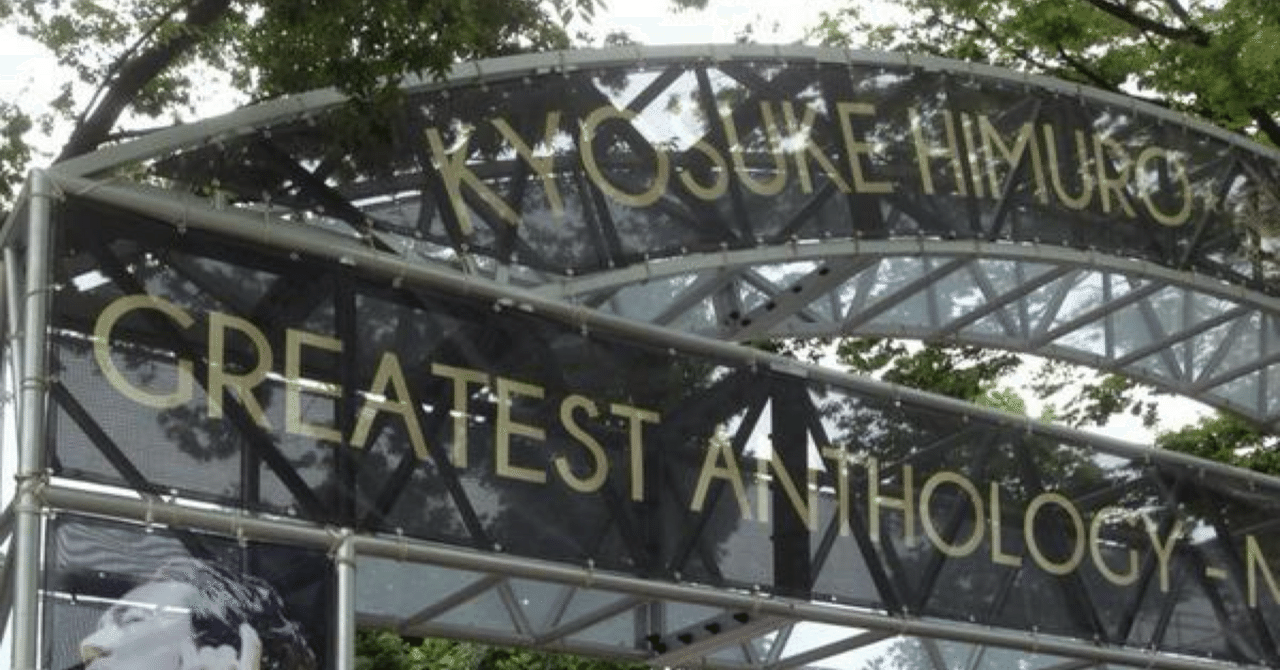 KYOSUKE HIMURO
GREATEST ANTHOLOGY -